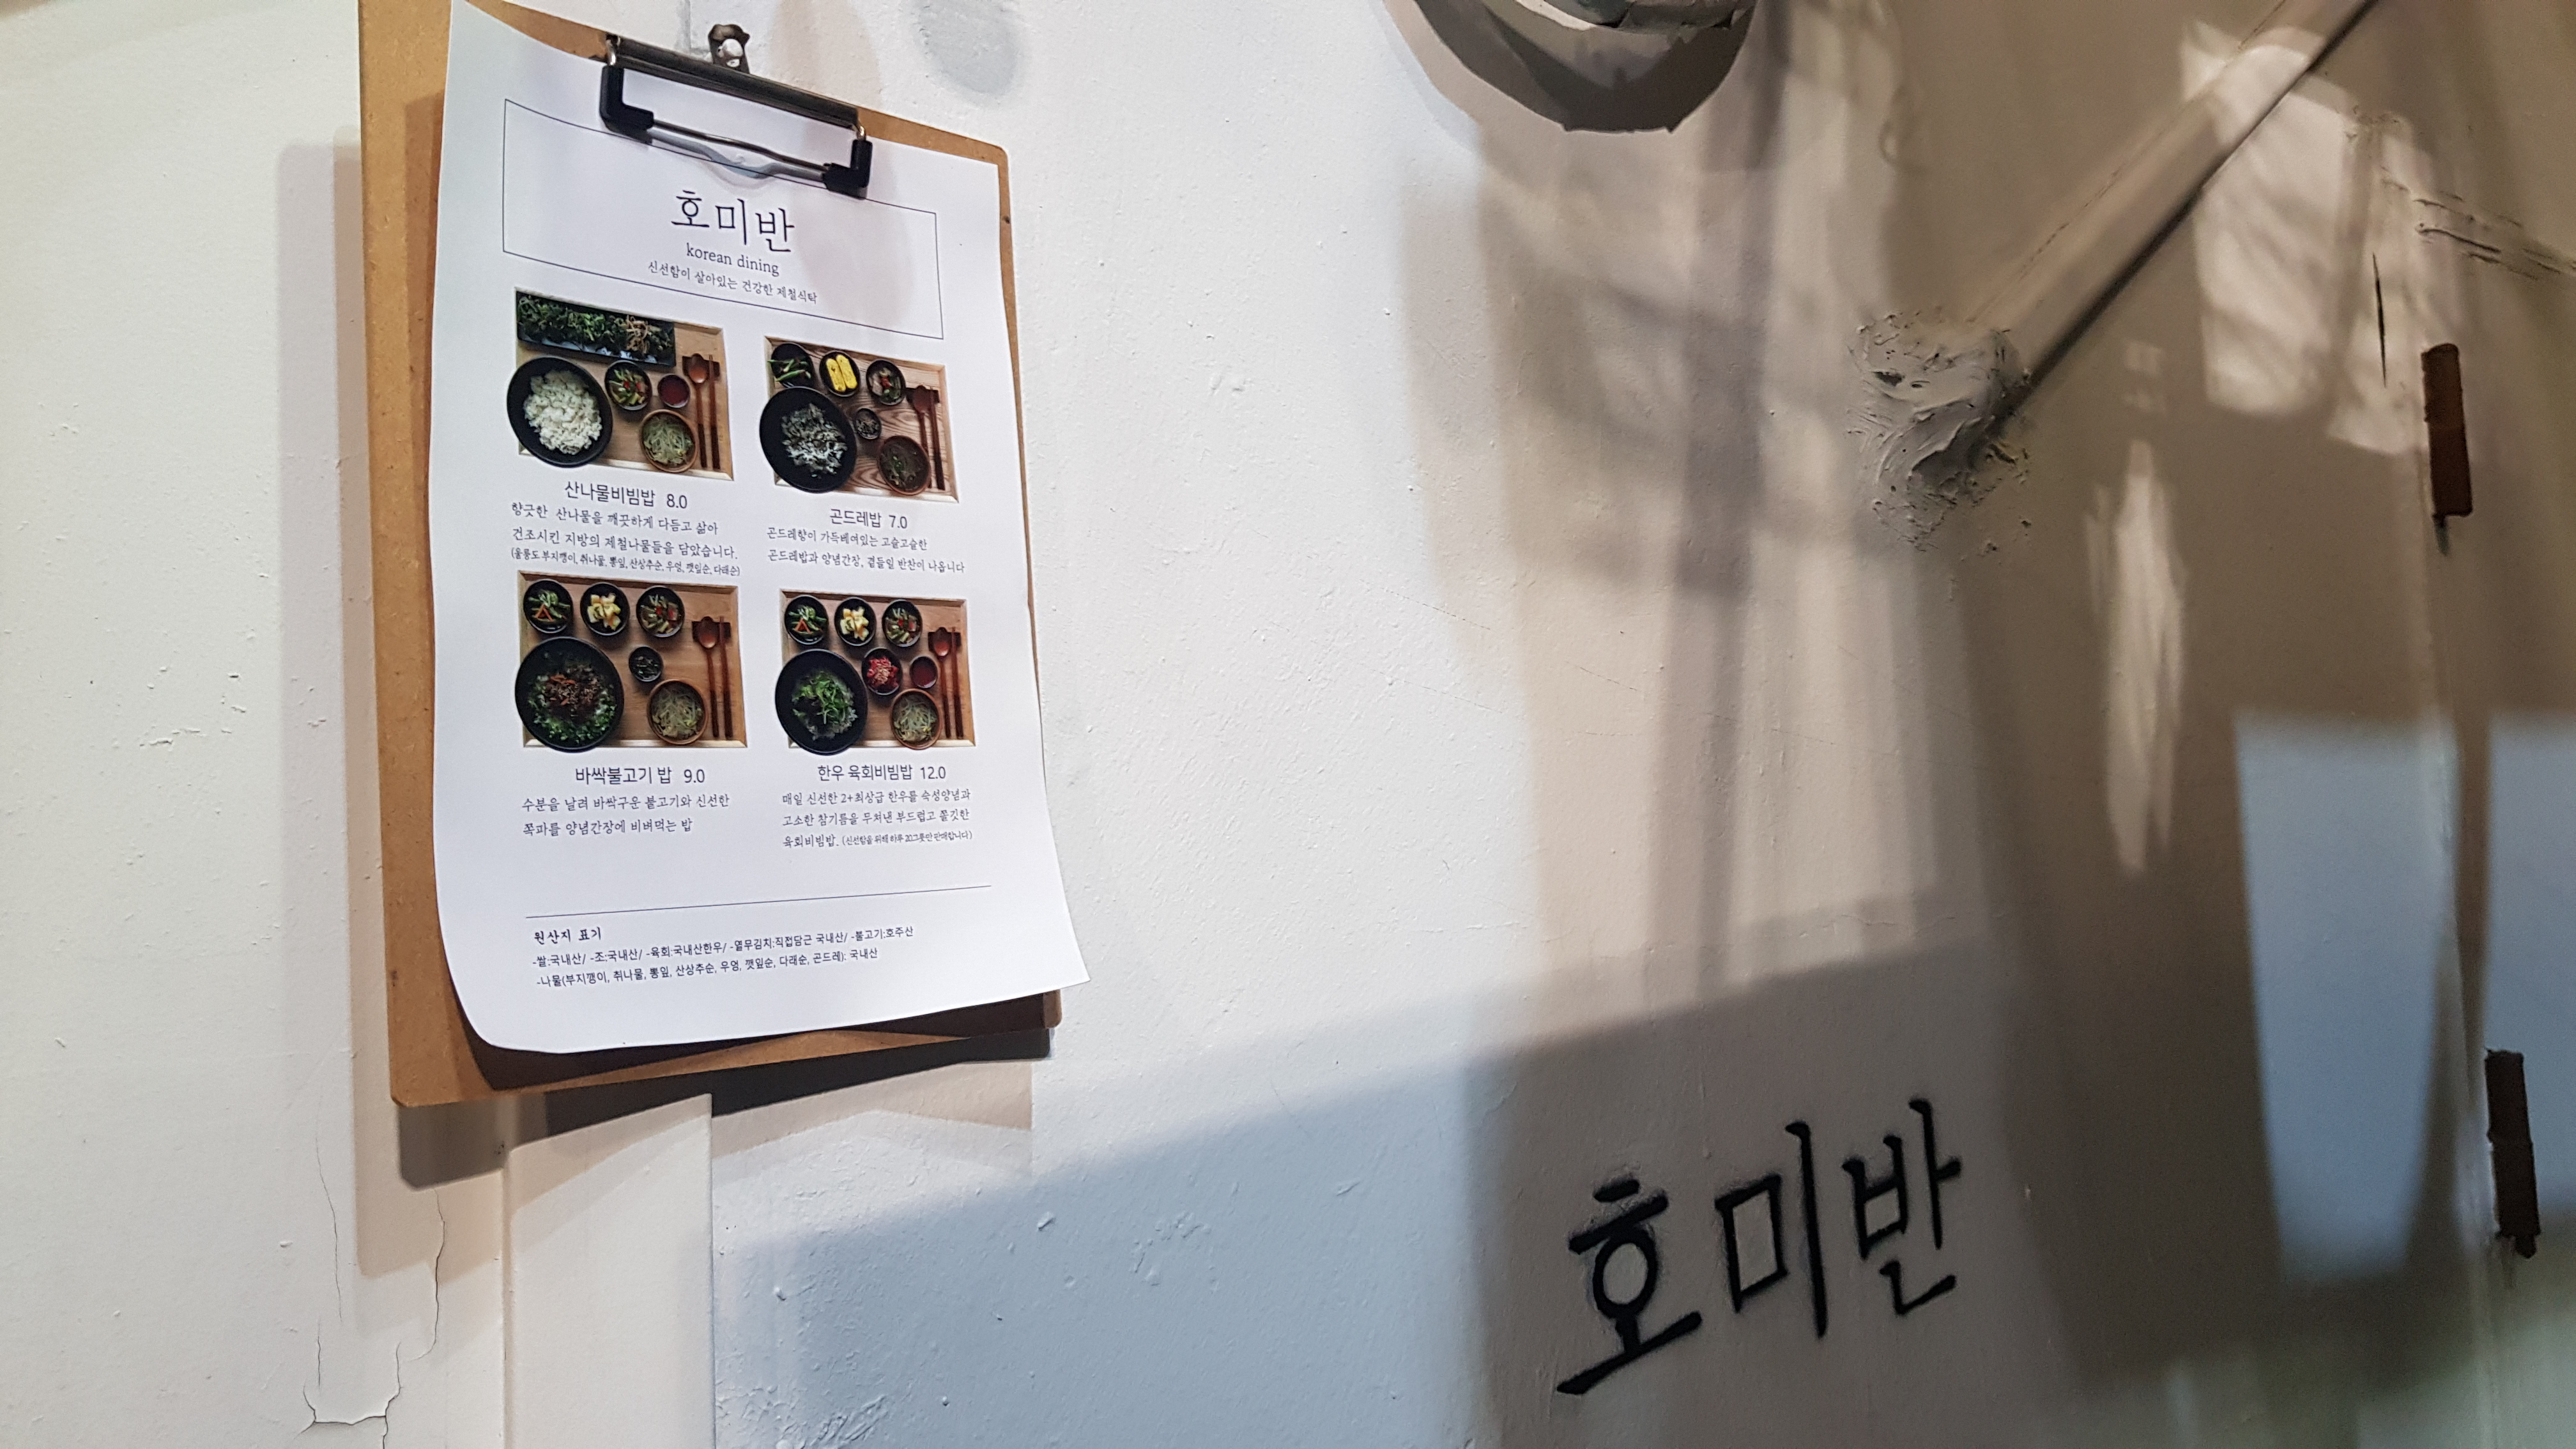 호미반
korean dining
신선함이 살아있는 건강한 제철식탁
산나물비빔밥 8.0
향긋한 산나물을 깨끗하게 다듬고 삶아
건조시킨 지방의 제철나물들을 담았습니다.
(울릉도 부지깽이, 취나물, 뽕잎, 산상추순, 우엉, 깻잎순, 다래순)
곤드레밥 7.0
곤드레향이 가득베여있는 고슬고슬한
곤드레밥과 양념간장, 곁들일 반찬이 나옵니다
바싹불고기 밥 9.0
수분을 날려 바싹구운 불고기와 신선한
쪽파를 양념간장에 비벼먹는 밥
한우 육회비빔밥 12.0
매일 신선한 2+최상급 한우를 숙성양념과
고소한 참기름을 무쳐낸 부드럽고 쫄깃한
육회비빔밥. (신선함을 위해 하루 20그릇만 판매합니다)
원산지 표기
-쌀:국내산/ -조:국내산/ -육회:국내산한우/ -열무김치:직접담근 국내산/ -불고기:호주산
-나물(부지깽이, 취나물, 뽕잎, 산상추순, 우엉, 깻잎순, 다래순, 곤드레): 국내산
호미반